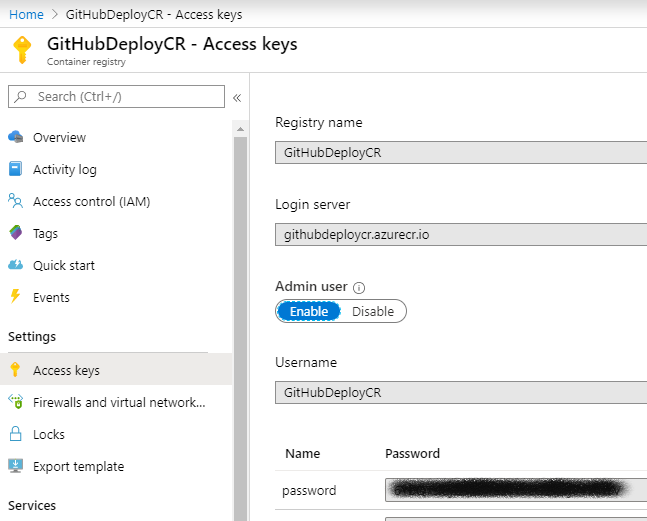 Home > GitHubDeployCR - Access keys
GitHubDeployCR - Access keys
Container registry
Search (Ctrl+/)
«
Overview
Activity log
Access control (IAM)
Tags
Quick start
Events
Settings
Access keys
Firewalls and virtual network...
Locks
Export template
Services
Registry name
GitHubDeployCR
Login server
githubdeploycr.azurecr.io
Admin user
Enable Disable
Username
GitHubDeployCR
Name Password
password